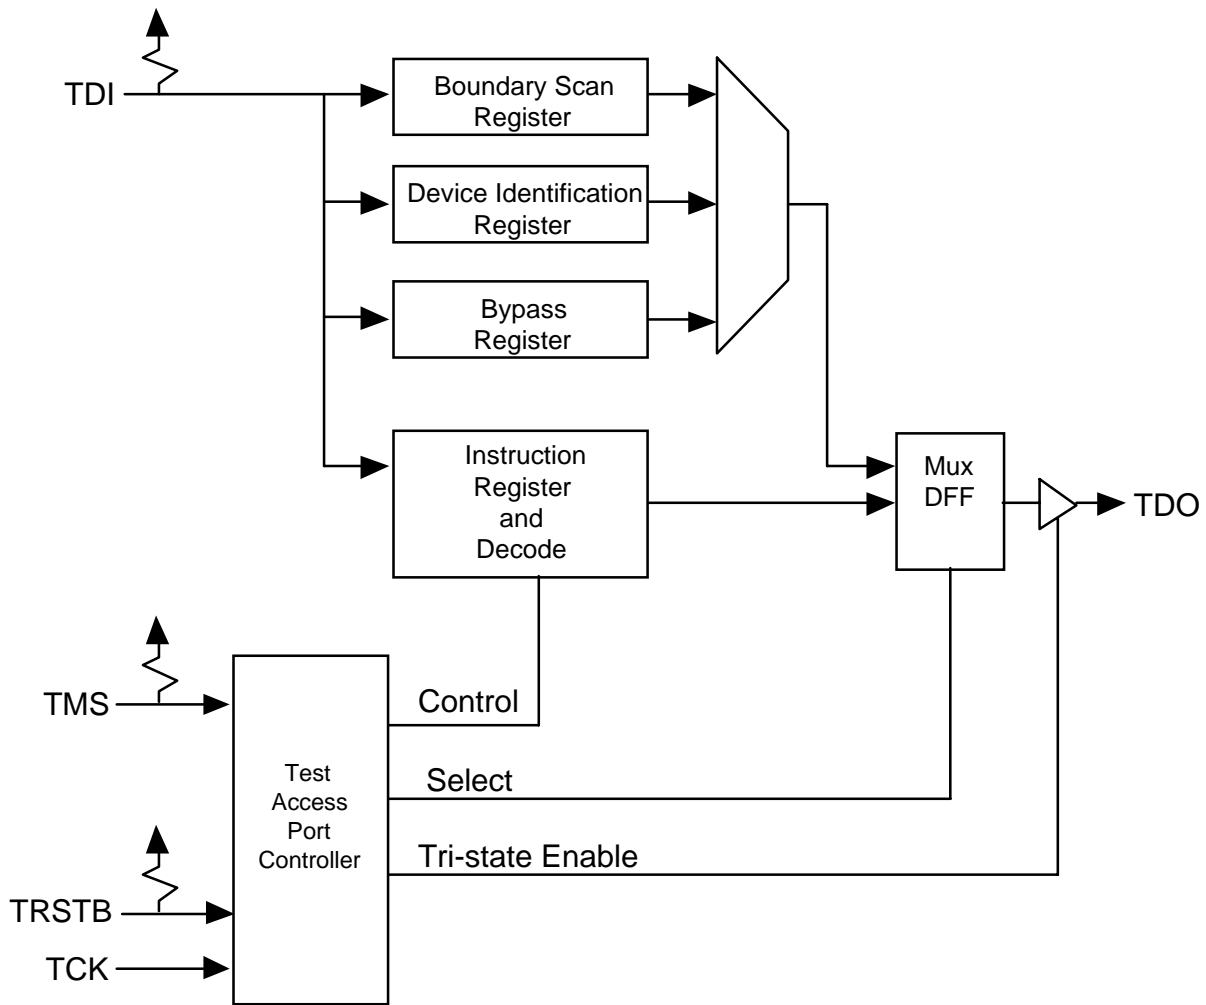 TDI
Boundary Scan
Register
Device Identification
Register
Bypass
Register
Instruction
Register
and
Decode
Mux
DFF
TDO
TMS
Control
Select
Test
Access
Port
Controller
Tri-state Enable
TRSTB
TCK